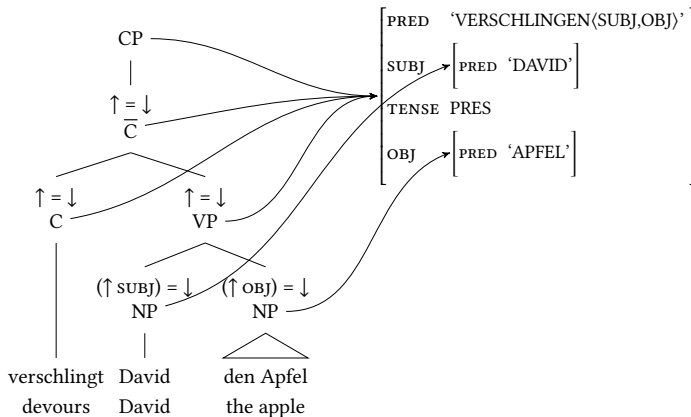 PRED ‘VERSCHLINGEN⟨SUBJ,OBJ⟩’
CP
SUBJ [PRED ‘DAVID’]
↑ = ↓
C̅
TENSE PRES
OBJ [PRED ‘APFEL’]
↑ = ↓ ↑ = ↓
C VP
(↑ SUBJ) = ↓ (↑ OBJ) = ↓
NP NP
verschlingt David den Apfel
devours David the apple